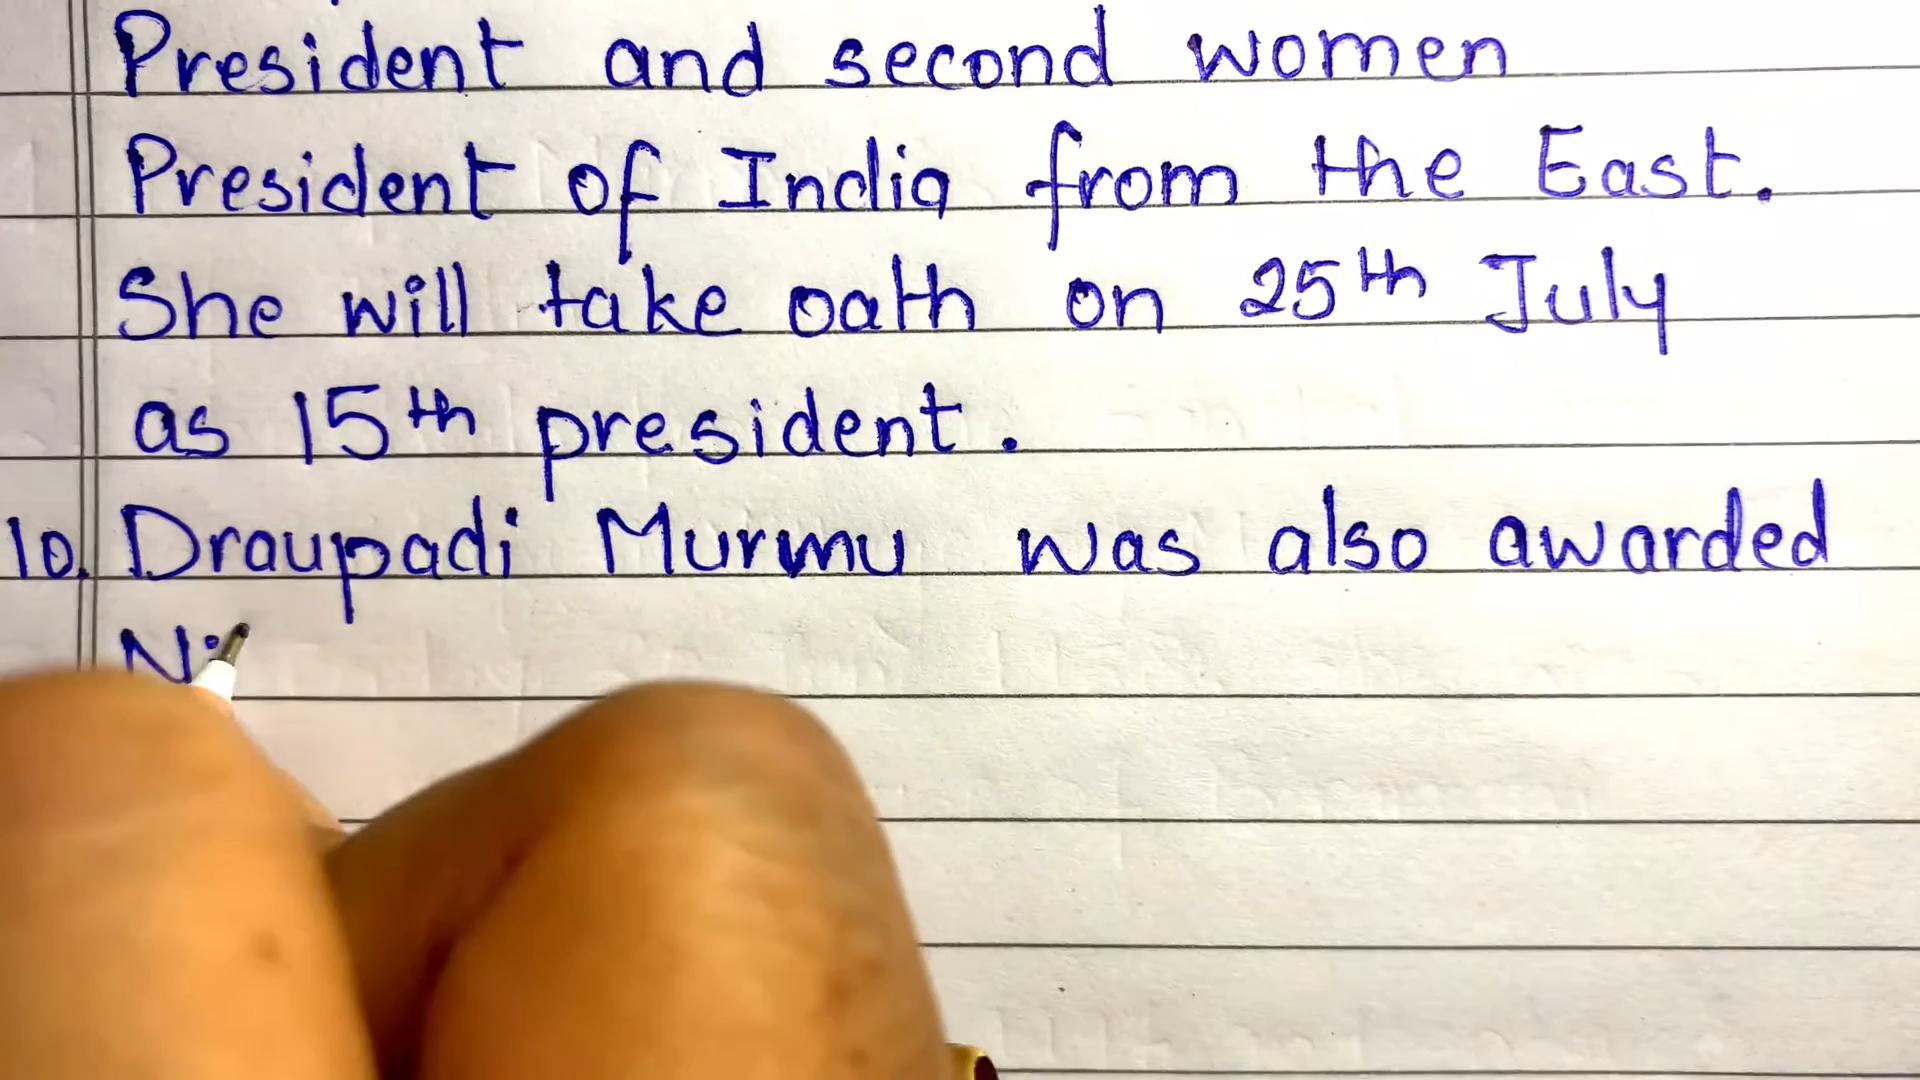 President and second women
President of India from the East.
She will take oath on 25th July
as 15th president.
10. Draupadi Murmu was also awarded
Ni